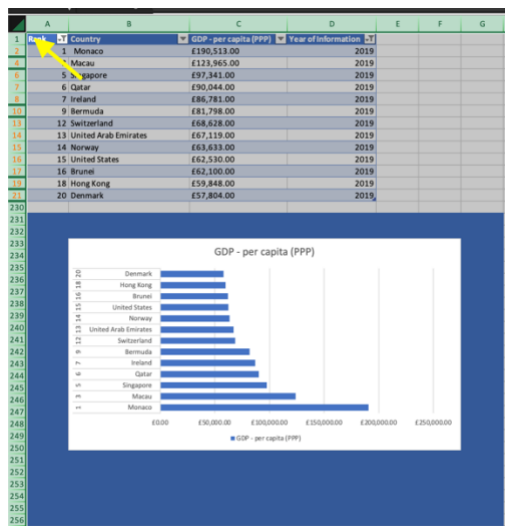 A B C D E F G
1 Rank Country GDP - per capita (PPP) Year of Information
2 1 Monaco £190,513.00 2019
4 Macau £123,965.00 2019
6 5 Singapore £97,341.00 2019
7 6 Qatar £90,044.00 2019
8 7 Ireland £86,781.00 2019
10 9 Bermuda £81,798.00 2019
13 12 Switzerland £68,628.00 2019
14 13 United Arab Emirates £67,119.00 2019
15 14 Norway £63,633.00 2019
16 15 United States £62,530.00 2019
17 16 Brunei £62,100.00 2019
19 18 Hong Kong £59,848.00 2019
21 20 Denmark £57,804.00 2019
230
231
232
233
234
235
236
237
238
239
240
241
242
243
244
245
246
247
248
249
250
251
252
253
254
255
256
GDP - per capita (PPP)
20 Denmark
18 Hong Kong
16 Brunei
15 United States
14 Norway
13 United Arab Emirates
12 Switzerland
9 Bermuda
7 Ireland
6 Qatar
5 Singapore
3 Macau
1 Monaco
£0.00 £50,000.00 £100,000.00 £150,000.00 £200,000.00 £250,000.00
GDP - per capita (PPP)